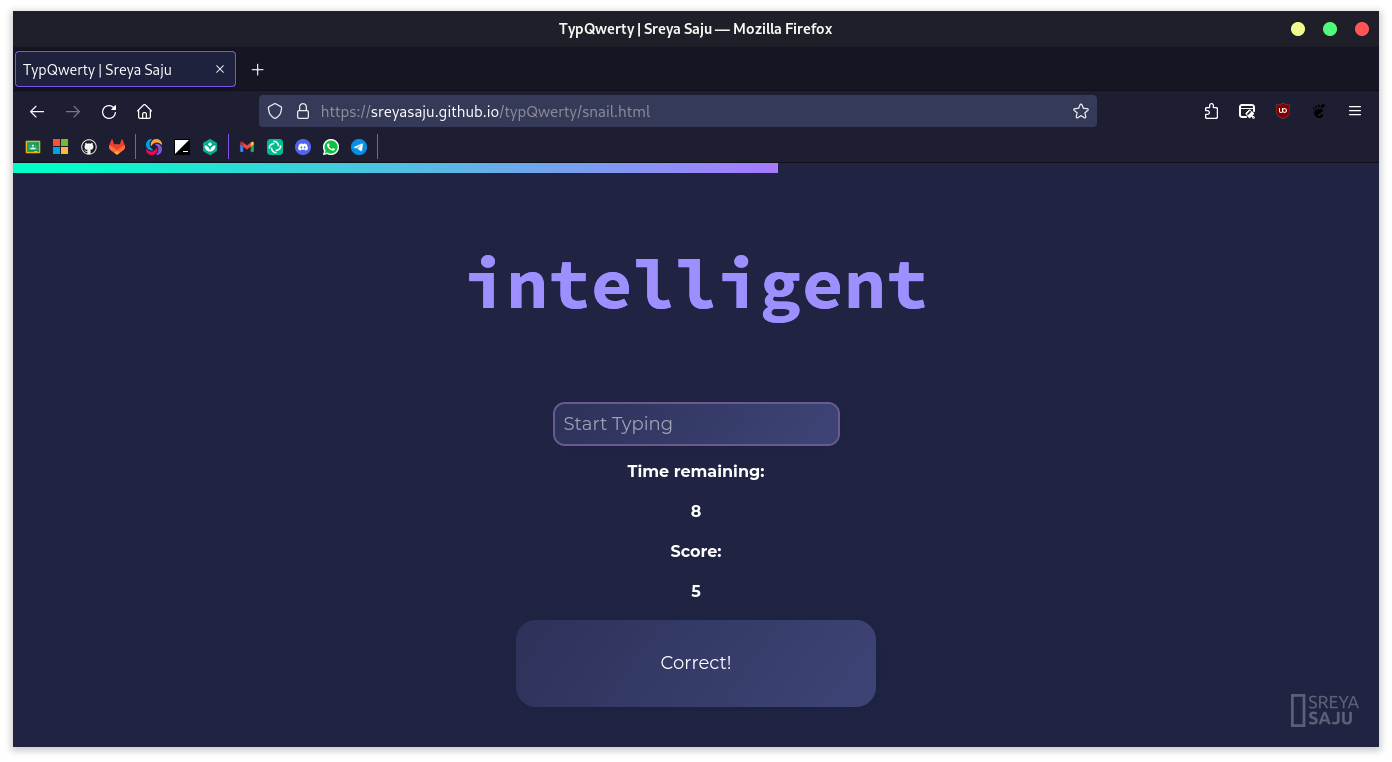 TypQwerty | Sreya Saju — Mozilla Firefox
TypQwerty | Sreya Saju
https://sreyasaju.github.io/typQwerty/snail.html
intelligent
Start Typing
Time remaining:
8
Score:
5
Correct!
SREYA
SAJU